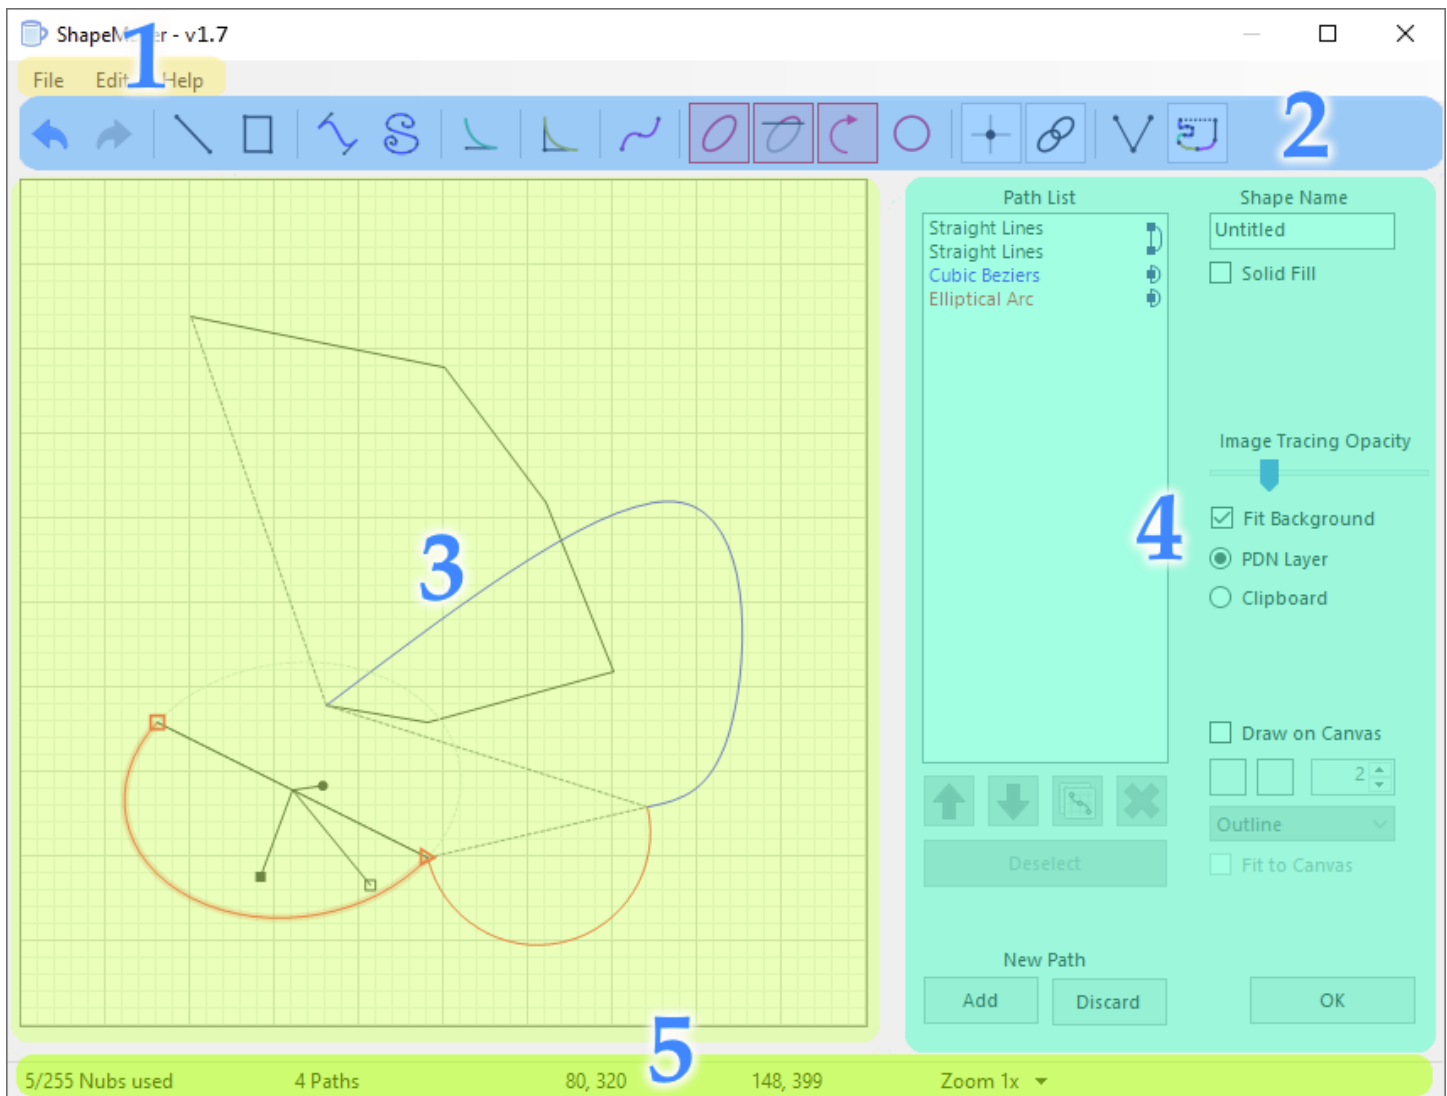 - v1.7
1
File Edit Help
2
Path List
Straight Lines
Straight Lines
Cubic Beziers
Elliptical Arc
Shape Name
Untitled
Solid Fill
Image Tracing Opacity
Fit Background
PDN Layer
Clipboard
3
4
Draw on Canvas
2
Outline
Fit to Canvas
Deselect
New Path
Add Discard OK
5
5/255 Nubs used 4 Paths 80, 320 148, 399 Zoom 1x